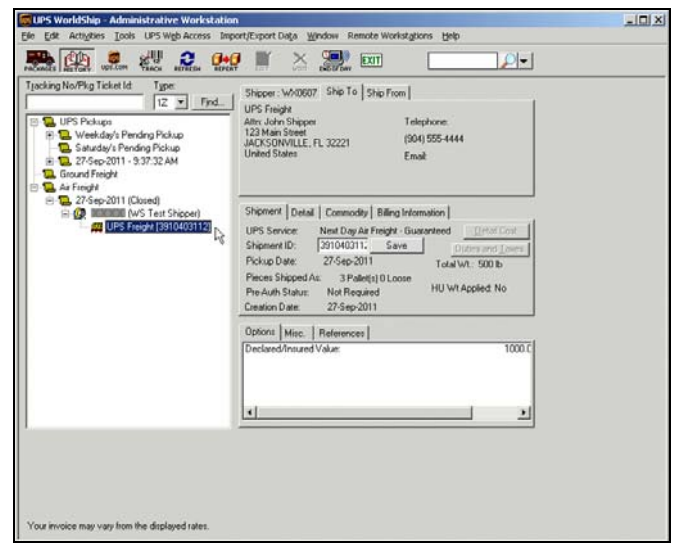 UPS WorldShip - Administrative Workstation
File Edit Activities Tools UPS Web Access Import/Export Data Window Remote Workstations Help
PACKAGES HISTORY ups.com TRACK REFRESH REPEAT EDIT VOID END OF DAY EXIT
Tracking No/Pkg Ticket Id: Type:
1Z Find...
UPS Pickups
Weekday's Pending Pickup
Saturday's Pending Pickup
27-Sep-2011 - 9:37:32 AM
Ground Freight
Air Freight
27-Sep-2011 (Closed)
(WS Test Shipper)
UPS Freight [3910403112]
Shipper : WX0607 Ship To Ship From
UPS Freight
Attn: John Shipper Telephone:
123 Main Street (904) 555-4444
JACKSONVILLE, FL 32221
United States Email:
Shipment Detail Commodity Billing Information
UPS Service: Next Day Air Freight - Guaranteed Detail Cost
Shipment ID: 3910403112 Save Duties and Taxes
Pickup Date: 27-Sep-2011 Total Wt.: 500 lb
Pieces Shipped As: 3 Pallet(s) 0 Loose
Pre-Auth Status: Not Required HU Wt Applied: No
Creation Date: 27-Sep-2011
Options Misc. References
Declared/Insured Value: 1000.0
Your invoice may vary from the displayed rates.